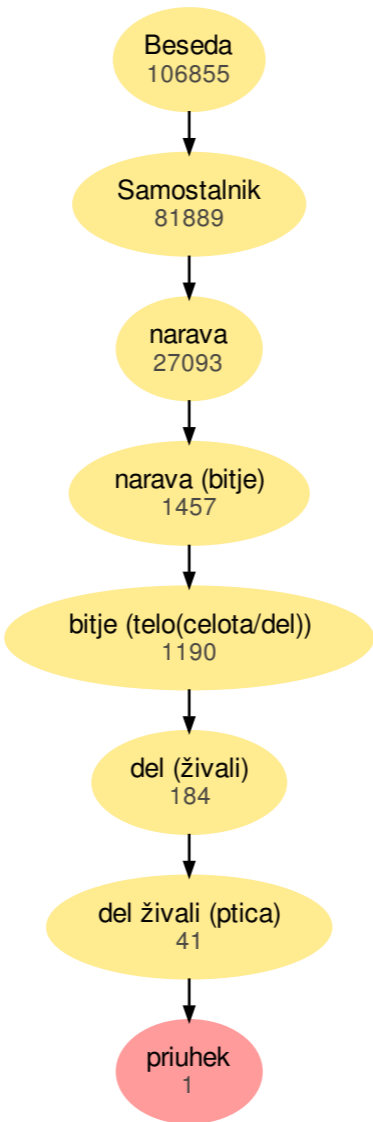 Beseda
106855
Samostalnik
81889
narava
27093
narava (bitje)
1457
bitje (telo(celota/del))
1190
del (živali)
184
del živali (ptica)
41
priuhek
1